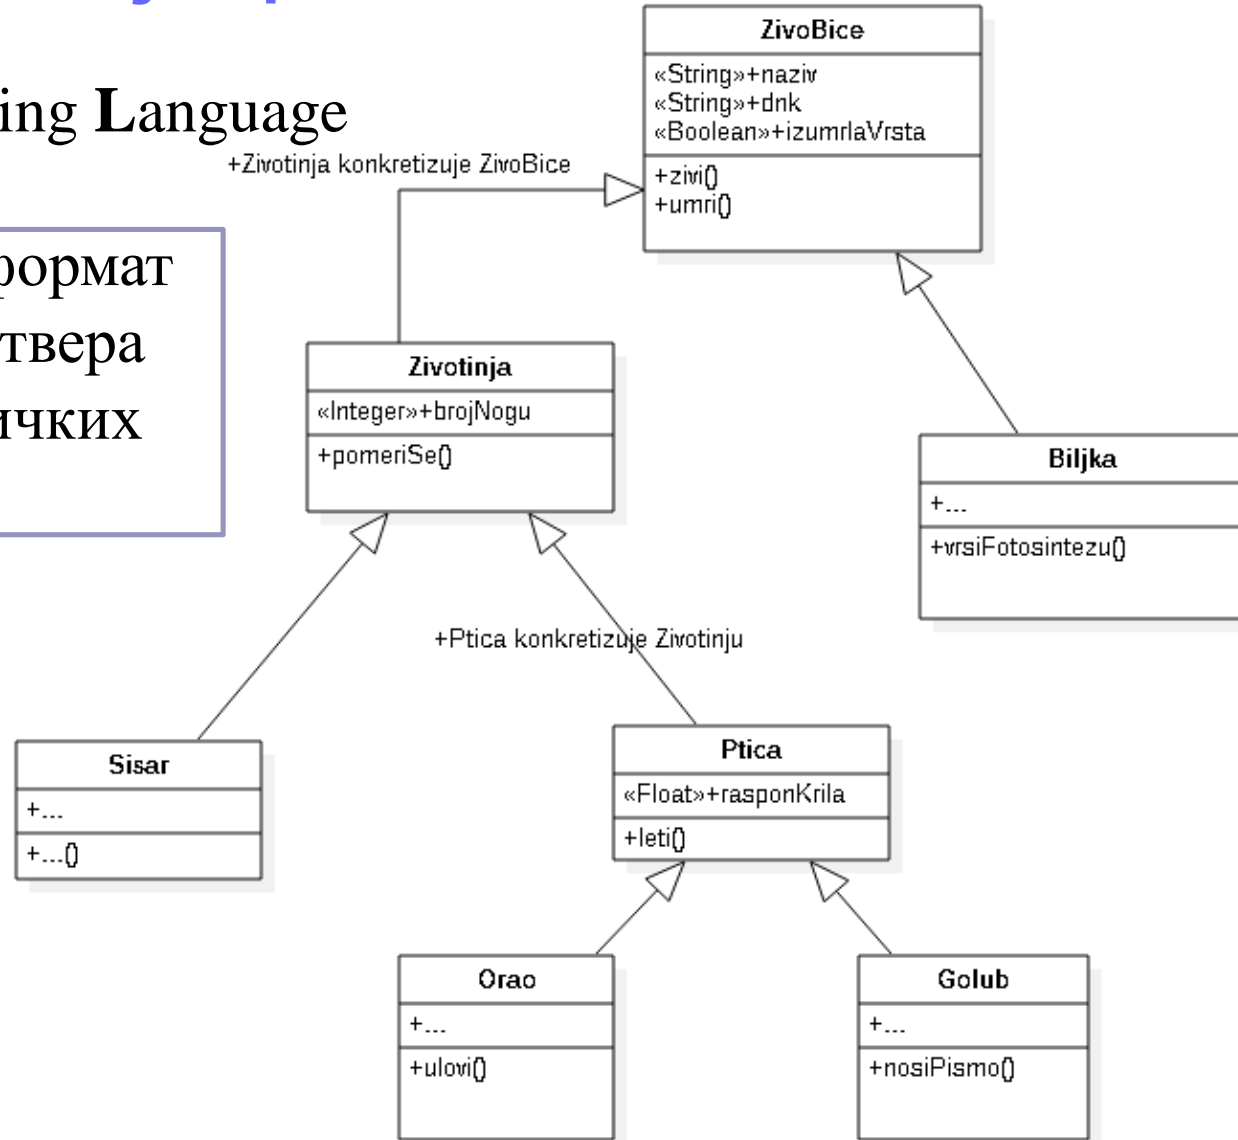 ing Language
формат
твера
ичких
ZivoBice
«String»+naziv
«String»+dnk
«Boolean»+izumrlaVrsta
+zivi()
+umri()
+Zivotinja konkretizuje ZivoBice
Zivotinja
«Integer»+brojNogu
+pomeriSe()
Biljka
+...
+vrsiFotosintezu()
+Ptica konkretizuje Zivotinju
Sisar
+...
+...()
Ptica
«Float»+rasponKrila
+leti()
Orao
+...
+ulovi()
Golub
+...
+nosiPismo()